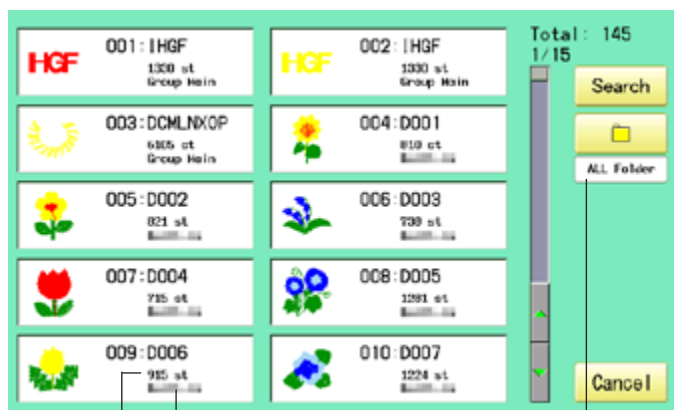 IHGF
001:IHGF
1330 st
Group Main
IHGF
002:IHGF
1330 st
Group Main
003:DCMLNXOP
6105 st
Group Main
004:D001
810 st
005:D002
821 st
006:D003
730 st
007:D004
715 st
008:D005
1281 st
009:D006
915 st
010:D007
1224 st
Total: 145
1/15
Search
ALL Folder
Cancel